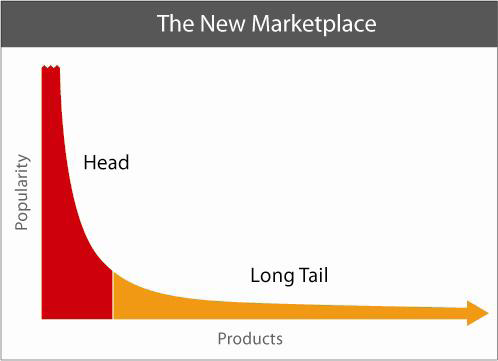 The New Marketplace
Popularity
Head
Long Tail
Products